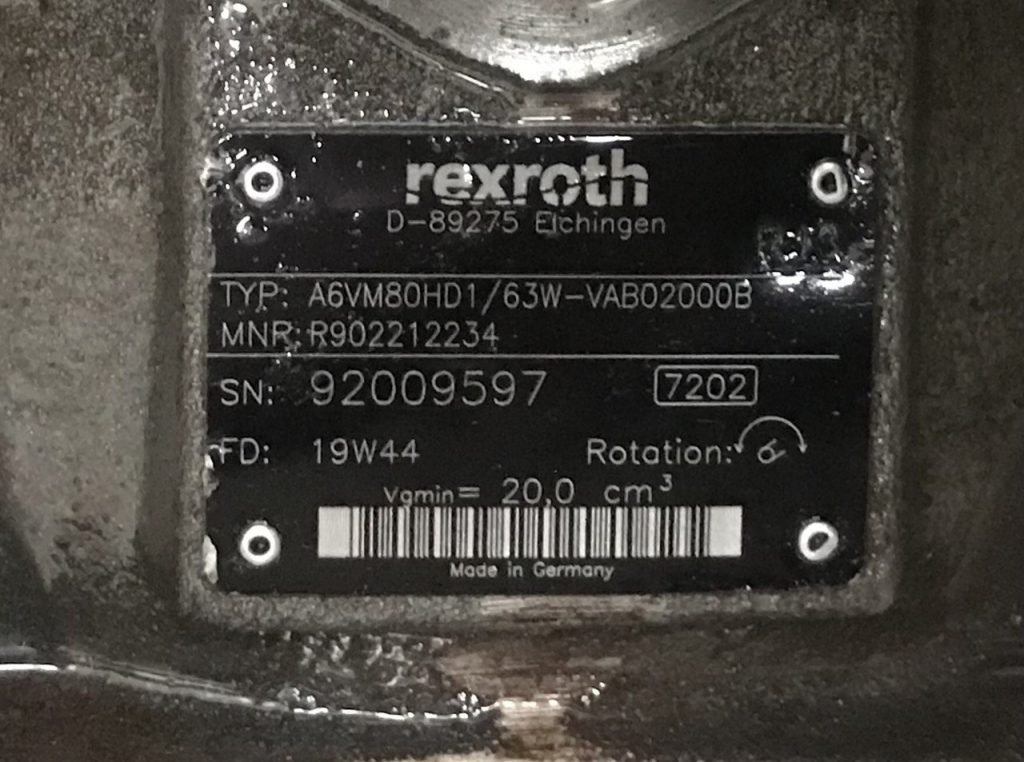 rexroth
D-89275 Elchingen
TYP: A6VM80HD1/63W-VAB02000B
MNR: R902212234
SN: 92009597 7202
FD: 19W44 Rotation:
Vgmin= 20,0 cm³
Made in Germany